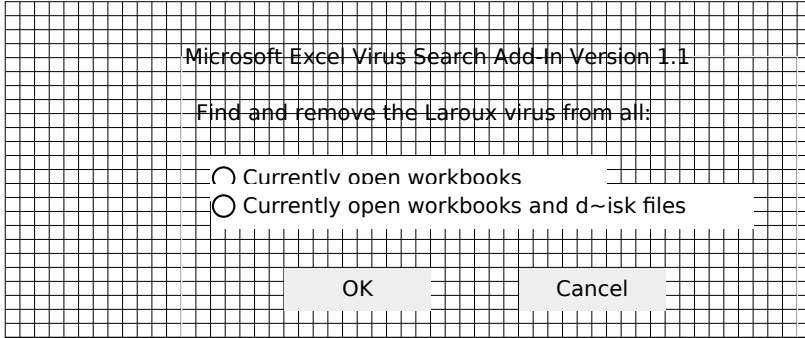 Microsoft Excel Virus Search Add-In Version 1.1
Find and remove the Laroux virus from all:
Currently open workbooks
Currently open workbooks and d~isk files
OK
Cancel